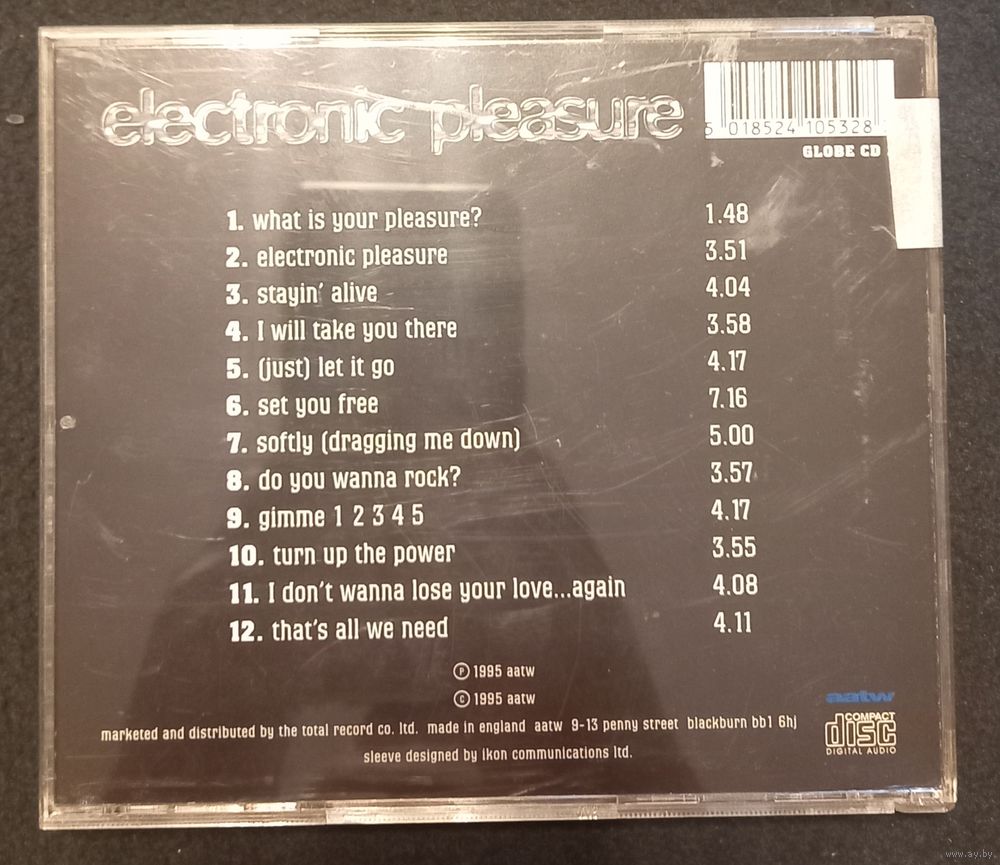 electronic pleasure
5 018524 105328
GLOBE CD
1. what is your pleasure? 1.48
2. electronic pleasure 3.51
3. stayin' alive 4.04
4. I will take you there 3.58
5. (just) let it go 4.17
6. set you free 7.16
7. softly (dragging me down) 5.00
8. do you wanna rock? 3.57
9. gimme 1 2 3 4 5 4.17
10. turn up the power 3.55
11. I don't wanna lose your love...again 4.08
12. that's all we need 4.11
℗ 1995 aatw
© 1995 aatw
aatw
marketed and distributed by the total record co. ltd. made in england aatw 9-13 penny street blackburn bb1 6hj
sleeve designed by ikon communications ltd.
COMPACT
disc
DIGITAL AUDIO
www.ay.by